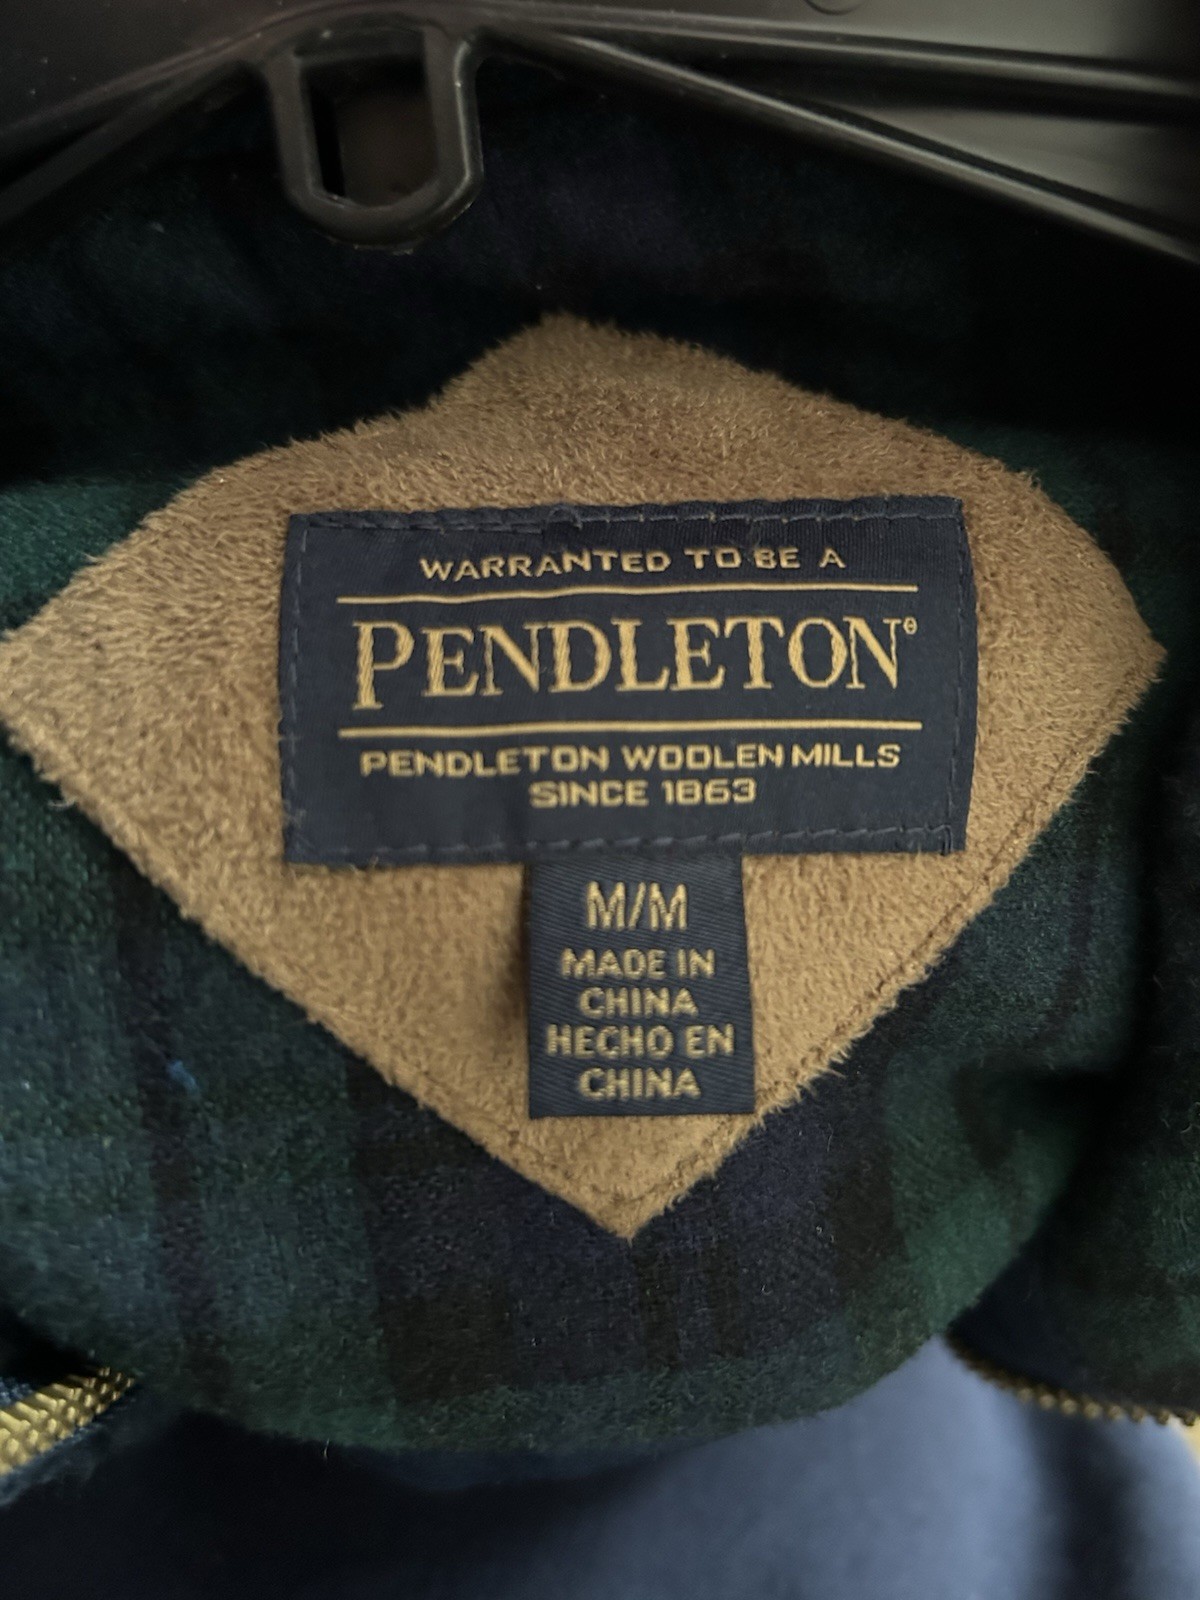 WARRANTED TO BE A
PENDLETON®
PENDLETON WOOLEN MILLS
SINCE 1863
M/M
MADE IN
CHINA
HECHO EN
CHINA